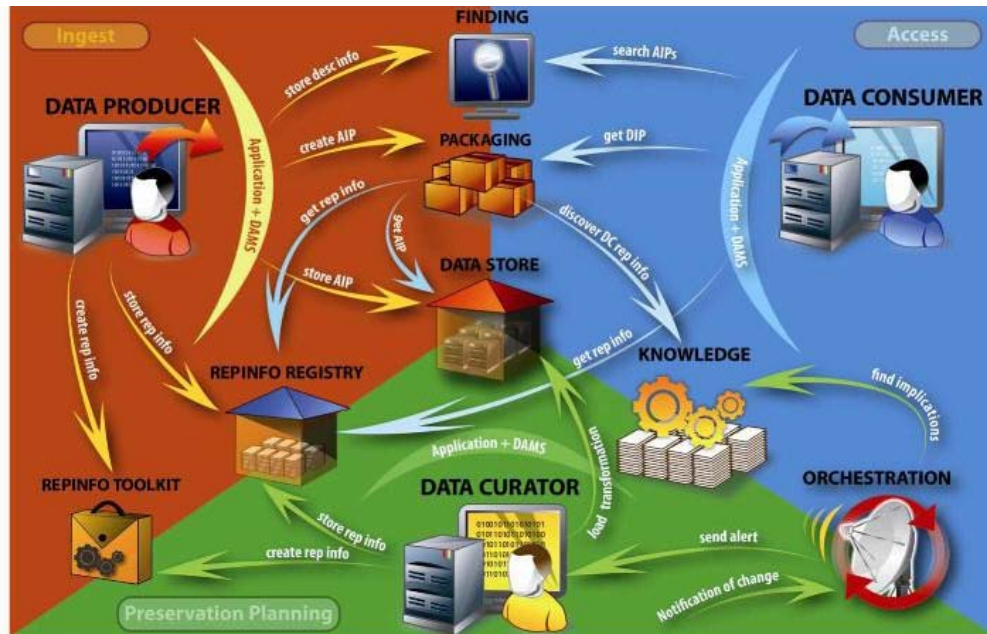 Ingest
FINDING
Access
store desc info
search AIPs
DATA PRODUCER
DATA CONSUMER
Application + DAMS
create AIP
PACKAGING
get DIP
Application + DAMS
get rep info
get AIP
discover DC rep info
store AIP
DATA STORE
create rep info
store rep info
get rep info
KNOWLEDGE
REPINFO REGISTRY
find implications
Application + DAMS
load transformation
REPINFO TOOLKIT
DATA CURATOR
ORCHESTRATION
store rep info
create rep info
send alert
Notification of change
Preservation Planning